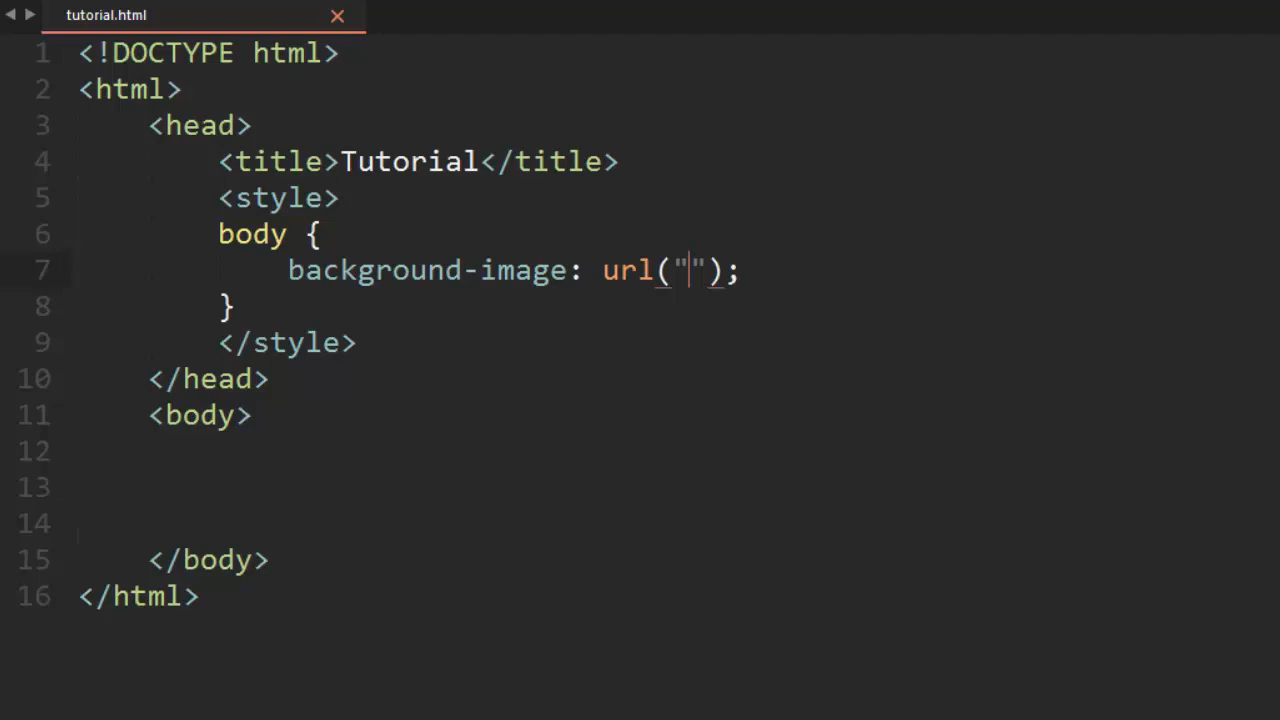 tutorial.html
1 <!DOCTYPE html>
2 <html>
3     <head>
4         <title>Tutorial</title>
5         <style>
6         body {
7             background-image: url("");
8         }
9         </style>
10     </head>
11     <body>
12
13
14
15     </body>
16 </html>